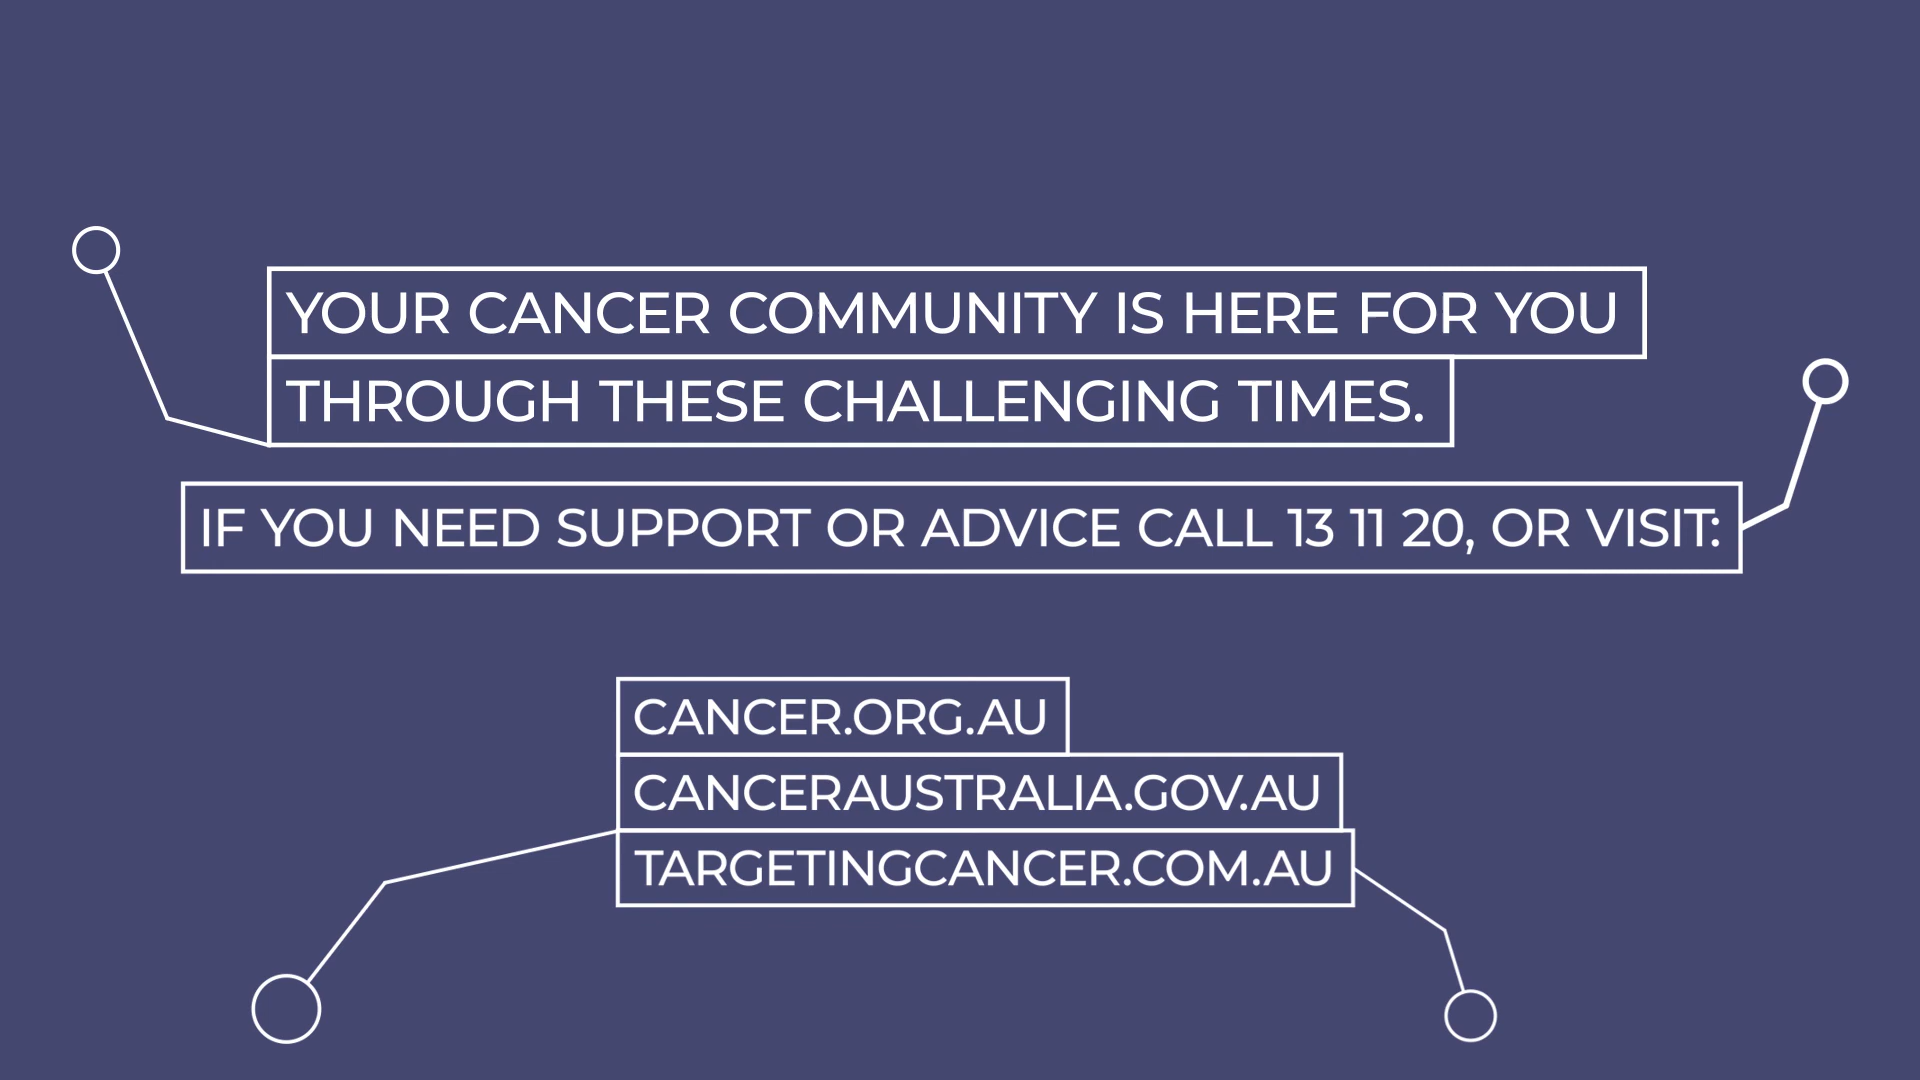 YOUR CANCER COMMUNITY IS HERE FOR YOU
THROUGH THESE CHALLENGING TIMES.
IF YOU NEED SUPPORT OR ADVICE CALL 13 11 20, OR VISIT:
CANCER.ORG.AU
CANCERAUSTRALIA.GOV.AU
TARGETINGCANCER.COM.AU